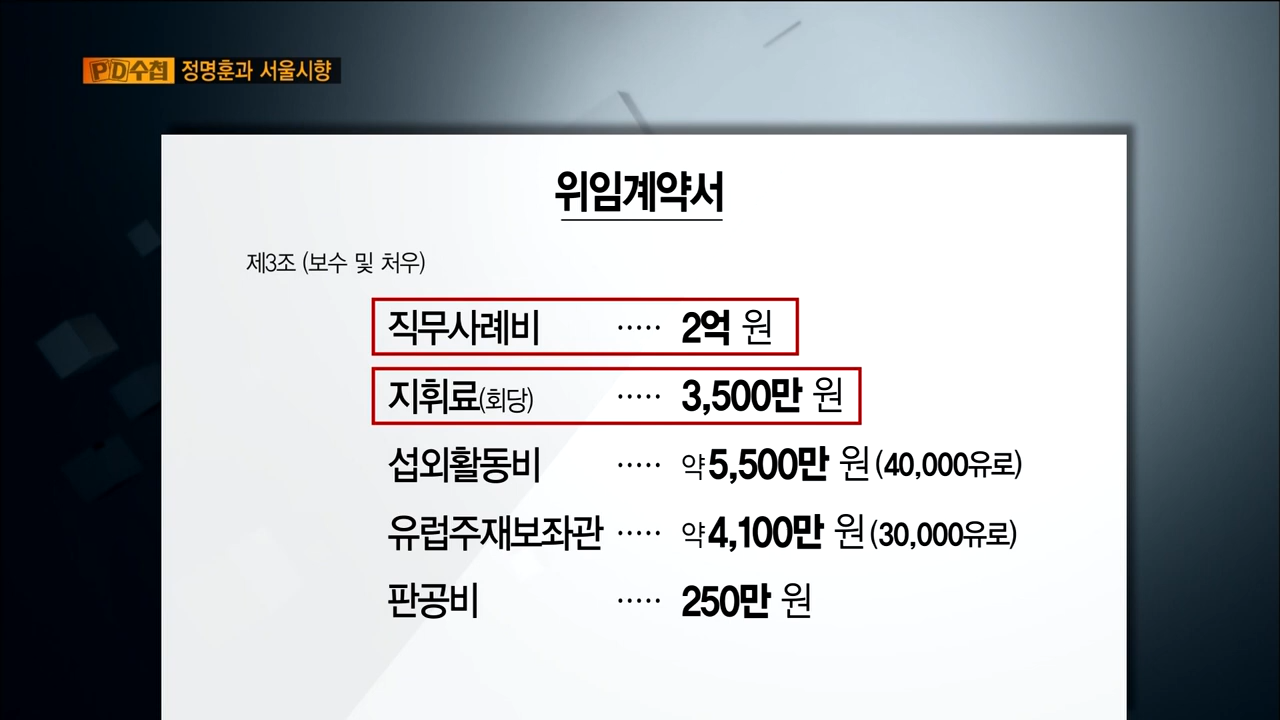 PD수첩 정명훈과 서울시향
위임계약서
제3조 (보수 및 처우)
직무사례비 ····· 2억 원
지휘료(회당) ····· 3,500만 원
섭외활동비 ····· 약 5,500만 원 (40,000유로)
유럽주재보좌관 ····· 약 4,100만 원 (30,000유로)
판공비 ····· 250만 원